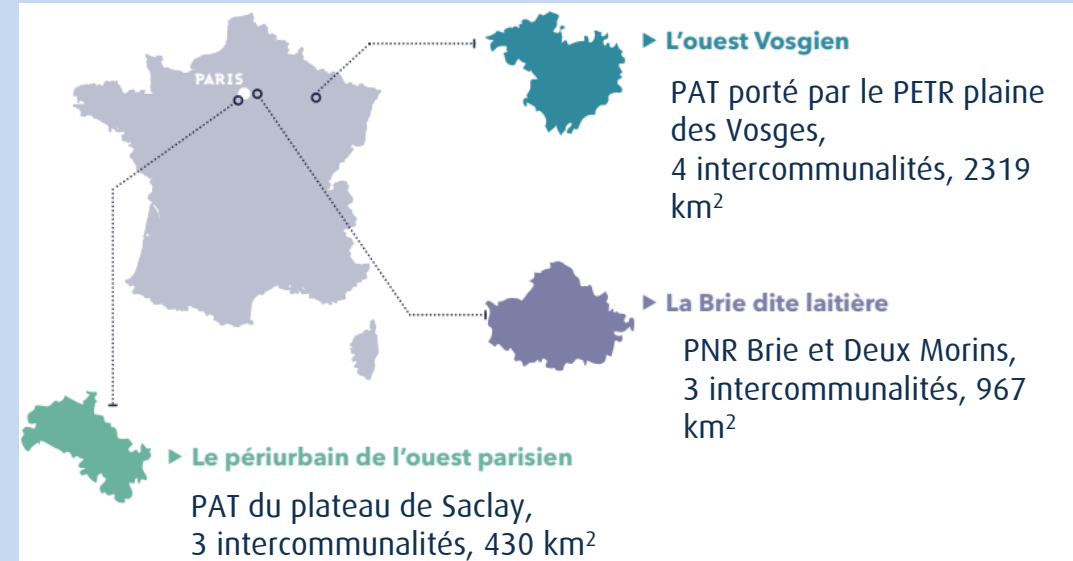 PARIS
▶ L'ouest Vosgien
PAT porté par le PETR plaine
des Vosges,
4 intercommunalités, 2319
km²
▶ La Brie dite laitière
PNR Brie et Deux Morins,
3 intercommunalités, 967
km²
▶ Le périurbain de l'ouest parisien
PAT du plateau de Saclay,
3 intercommunalités, 430 km²